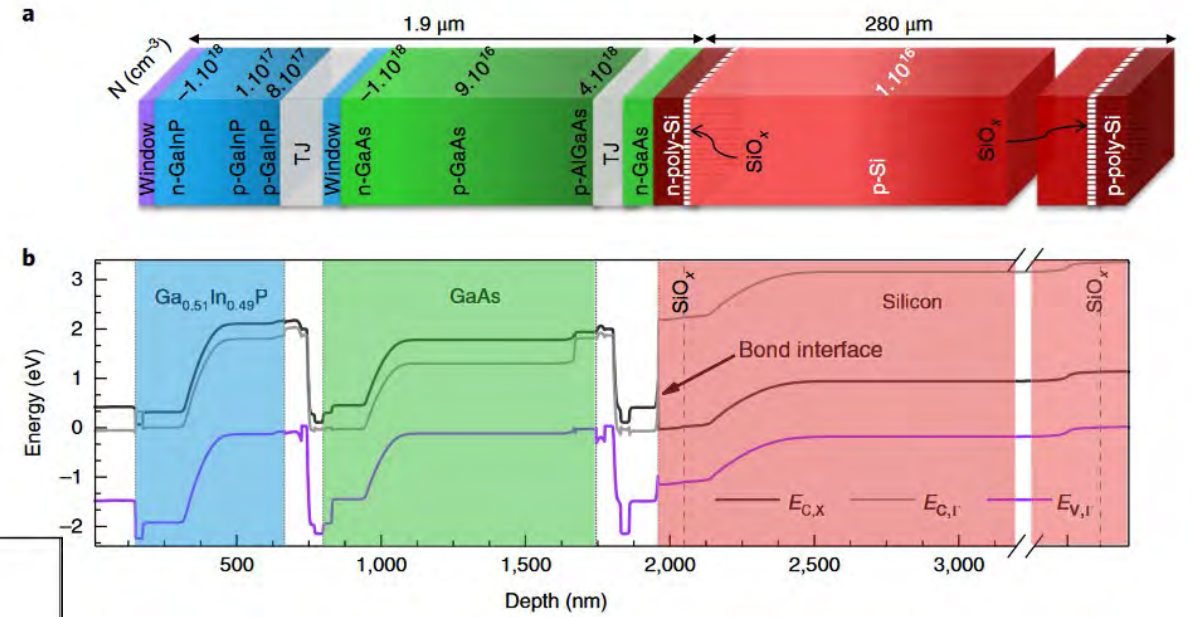 a
1.9 µm
280 µm
N (cm⁻³)
−1.10¹⁸
1.10¹⁷
8.10¹⁷
−1.10¹⁸
9.10¹⁶
4.10¹⁸
1.10¹⁶
Window
n-GaInP
p-GaInP
p-GaInP
TJ
Window
n-GaAs
p-GaAs
p-AlGaAs
TJ
n-GaAs
n-poly-Si
SiOₓ
p-Si
SiOₓ
p-poly-Si
b
Ga₀.₅₁In₀.₄₉P
GaAs
SiOₓ
Silicon
SiOₓ
Bond interface
E_C,X
E_C,Γ
E_V,Γ
Energy (eV)
3
2
1
0
−1
−2
500
1,000
1,500
2,000
2,500
3,000
Depth (nm)